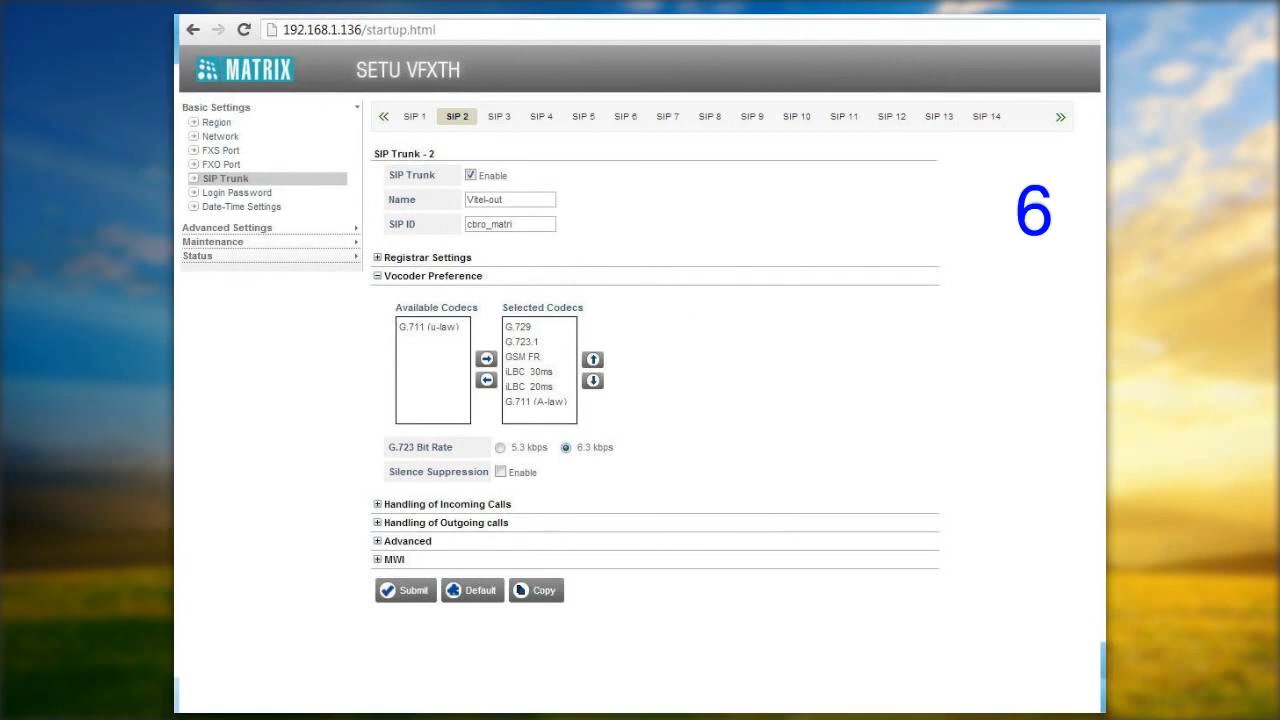 192.168.1.136/startup.html
MATRIX SETU VFXTH
Basic Settings
Region
Network
FXS Port
FXO Port
SIP Trunk
Login Password
Date-Time Settings
Advanced Settings
Maintenance
Status
SIP 1 SIP 2 SIP 3 SIP 4 SIP 5 SIP 6 SIP 7 SIP 8 SIP 9 SIP 10 SIP 11 SIP 12 SIP 13 SIP 14
SIP Trunk - 2
SIP Trunk Enable
Name Vitel-out
SIP ID cbro_matri
6
Registrar Settings
Vocoder Preference
Available Codecs Selected Codecs
G.711 (u-law) G.729
G.723.1
GSM FR
iLBC 30ms
iLBC 20ms
G.711 (A-law)
G.723 Bit Rate 5.3 kbps 6.3 kbps
Silence Suppression Enable
Handling of Incoming Calls
Handling of Outgoing calls
Advanced
MWI
Submit Default Copy